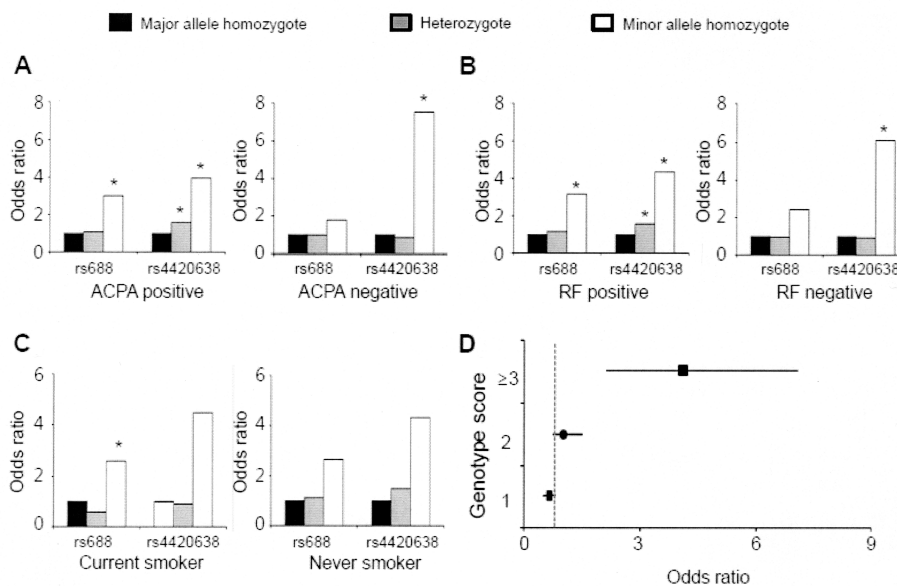 Major allele homozygote
Heterozygote
Minor allele homozygote
A
Odds ratio
8
6
4
2
0
*
*
*
rs688
rs4420638
ACPA positive
Odds ratio
8
6
4
2
0
*
rs688
rs4420638
ACPA negative
B
Odds ratio
8
6
4
2
0
*
*
*
rs688
rs4420638
RF positive
Odds ratio
8
6
4
2
0
*
rs688
rs4420638
RF negative
C
Odds ratio
6
4
2
0
*
rs688
rs4420638
Current smoker
Odds ratio
6
4
2
0
rs688
rs4420638
Never smoker
D
Genotype score
≥3
2
1
0
3
6
9
Odds ratio